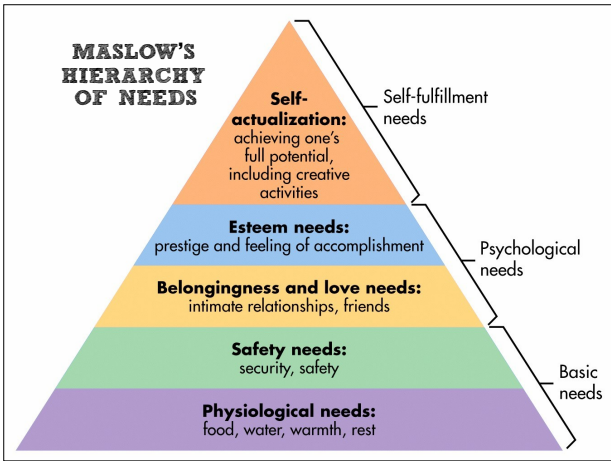 MASLOW'S
HIERARCHY
OF NEEDS
Self-
actualization:
achieving one's
full potential,
including creative
activities
Self-fulfillment
needs
Esteem needs:
prestige and feeling of accomplishment
Psychological
needs
Belongingness and love needs:
intimate relationships, friends
Safety needs:
security, safety
Basic
needs
Physiological needs:
food, water, warmth, rest